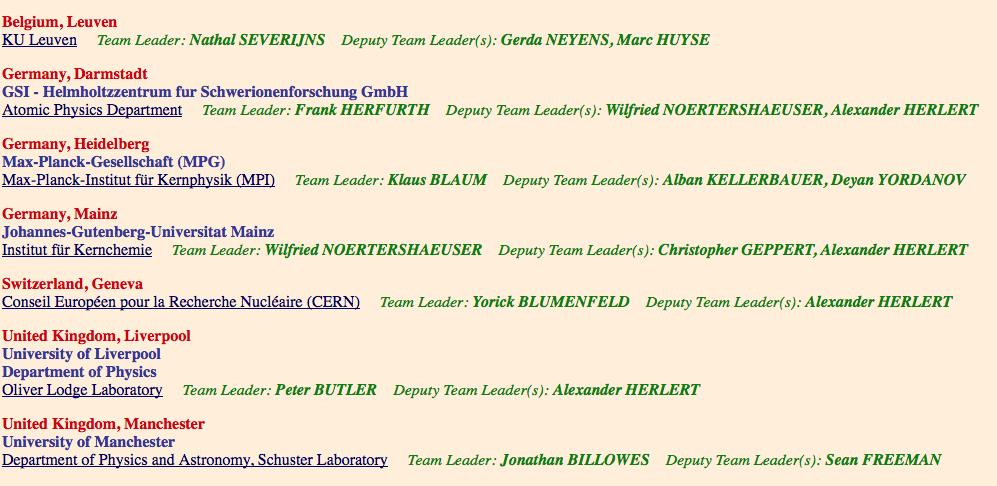 Belgium, Leuven
KU Leuven Team Leader: Nathal SEVERIJNS Deputy Team Leader(s): Gerda NEYENS, Marc HUYSE
Germany, Darmstadt
GSI - Helmholtzzentrum fur Schwerionenforschung GmbH
Atomic Physics Department Team Leader: Frank HERFURTH Deputy Team Leader(s): Wilfried NOERTERSHAEUSER, Alexander HERLERT
Germany, Heidelberg
Max-Planck-Gesellschaft (MPG)
Max-Planck-Institut für Kernphysik (MPI) Team Leader: Klaus BLAUM Deputy Team Leader(s): Alban KELLERBAUER, Deyan YORDANOV
Germany, Mainz
Johannes-Gutenberg-Universitat Mainz
Institut für Kernchemie Team Leader: Wilfried NOERTERSHAEUSER Deputy Team Leader(s): Christopher GEPPERT, Alexander HERLERT
Switzerland, Geneva
Conseil Européen pour la Recherche Nucléaire (CERN) Team Leader: Yorick BLUMENFELD Deputy Team Leader(s): Alexander HERLERT
United Kingdom, Liverpool
University of Liverpool
Department of Physics
Oliver Lodge Laboratory Team Leader: Peter BUTLER Deputy Team Leader(s): Alexander HERLERT
United Kingdom, Manchester
University of Manchester
Department of Physics and Astronomy, Schuster Laboratory Team Leader: Jonathan BILLOWES Deputy Team Leader(s): Sean FREEMAN